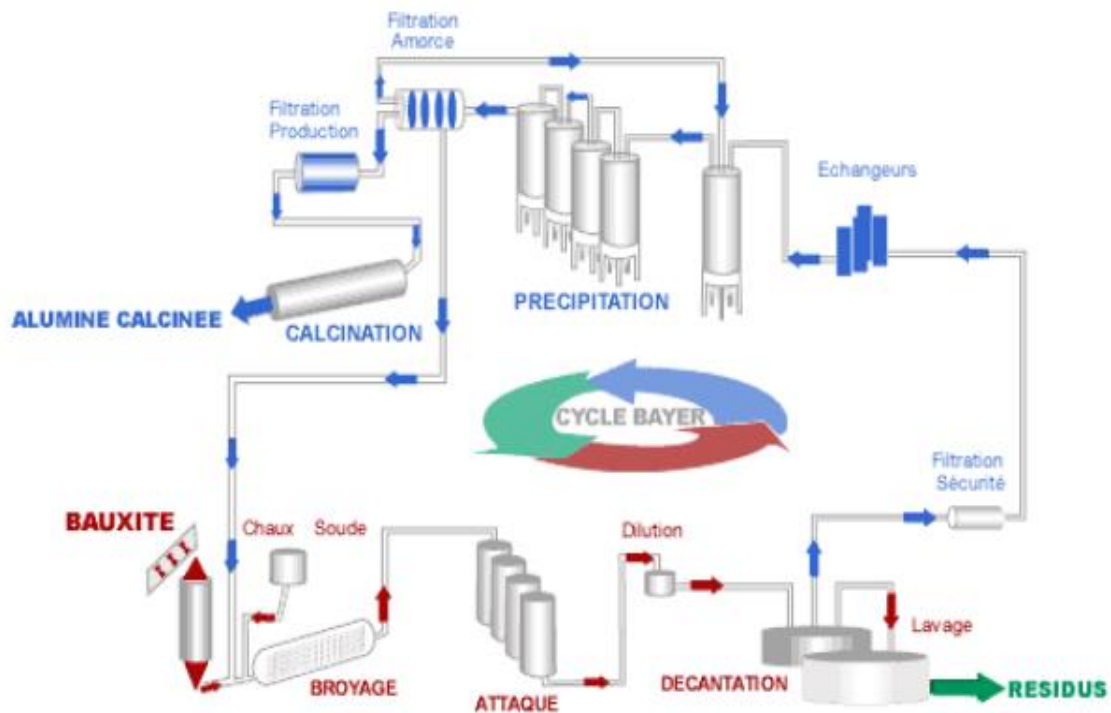 Filtration
Amorce
Filtration
Production
Echangeurs
PRECIPITATION
ALUMINE CALCINEE
CALCINATION
CYCLE BAYER
Filtration
Sécurité
BAUXITE
Chaux Soude
Dilution
Lavage
BROYAGE
ATTAQUE
DECANTATION
RESIDUS